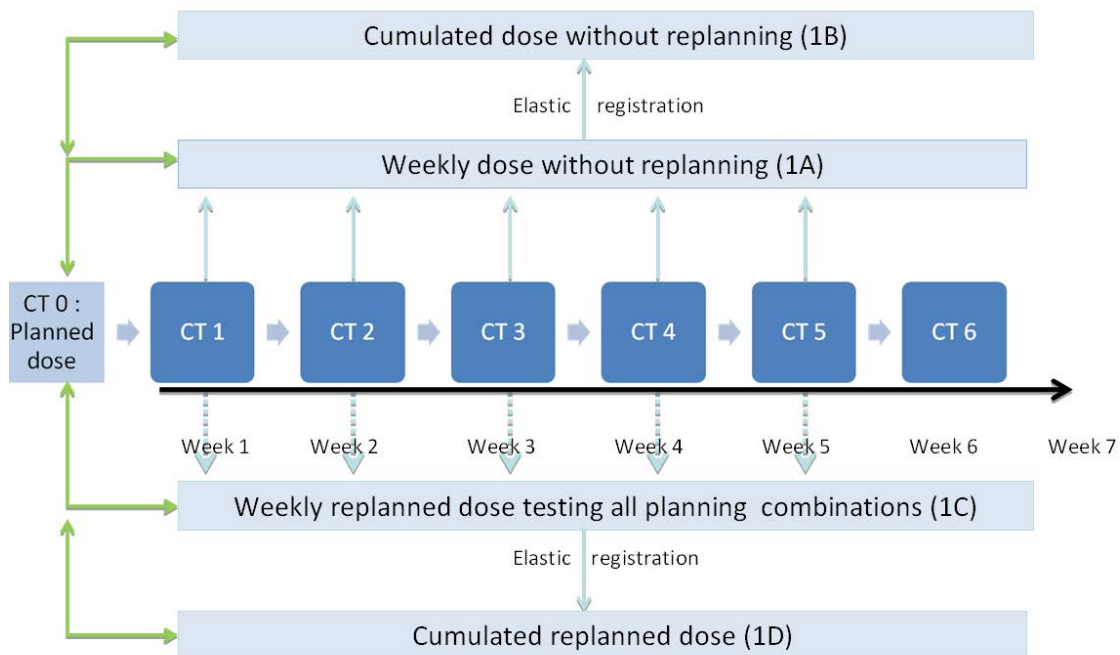 Cumulated dose without replanning (1B)
Elastic registration
Weekly dose without replanning (1A)
CT 0 :
Planned
dose
CT 1
CT 2
CT 3
CT 4
CT 5
CT 6
Week 1
Week 2
Week 3
Week 4
Week 5
Week 6
Week 7
Weekly replanned dose testing all planning combinations (1C)
Elastic registration
Cumulated replanned dose (1D)